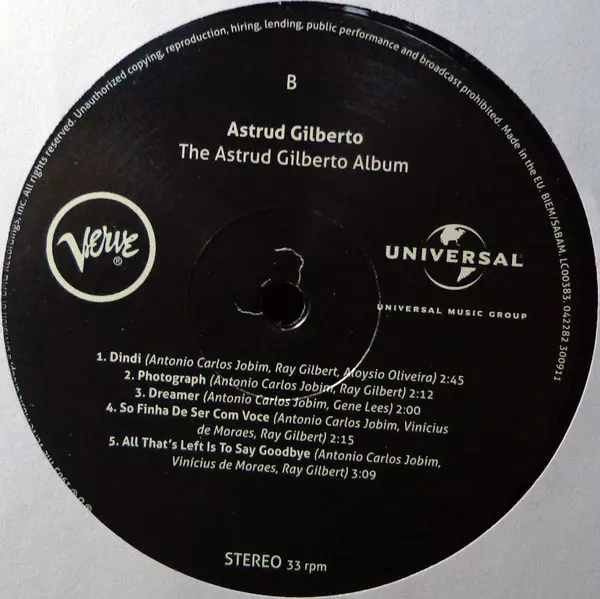 All rights reserved. Unauthorized copying, reproduction, hiring, lending, public performance and broadcast prohibited. Made in the EU. BIEM/SABAM. LC00383. 042282 300911
B
Astrud Gilberto
The Astrud Gilberto Album
Verve
®
UNIVERSAL
UNIVERSAL MUSIC GROUP
1. Dindi (Antonio Carlos Jobim, Ray Gilbert, Aloysio Oliveira) 2:45
2. Photograph (Antonio Carlos Jobim, Ray Gilbert) 2:12
3. Dreamer (Antonio Carlos Jobim, Gene Lees) 2:00
4. So Finha De Ser Com Voce (Antonio Carlos Jobim, Vinicius
de Moraes, Ray Gilbert) 2:15
5. All That's Left Is To Say Goodbye (Antonio Carlos Jobim,
Vinicius de Moraes, Ray Gilbert) 3:09
STEREO 33 rpm